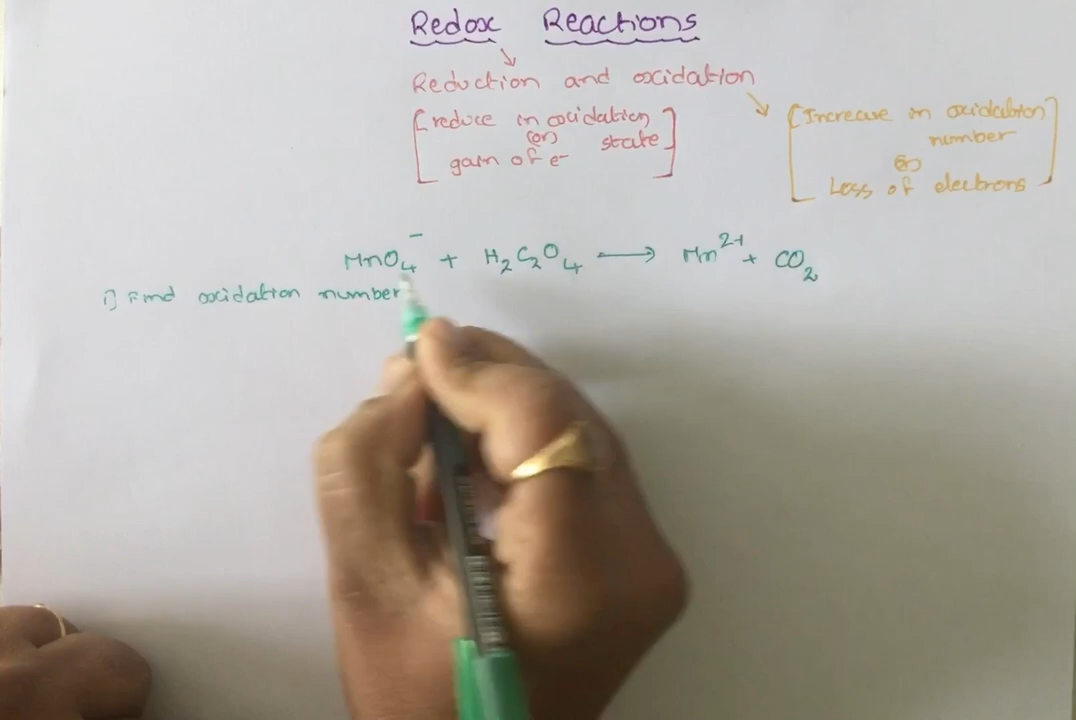 Redox Reactions
Reduction and oxidation
[reduce in oxidation
(or) state]
gain of e-
[Increase in oxidation
number
(or)
Loss of electrons]
MnO₄⁻ + H₂C₂O₄ ⟶ Mn²⁺ + CO₂
1) Find oxidation number